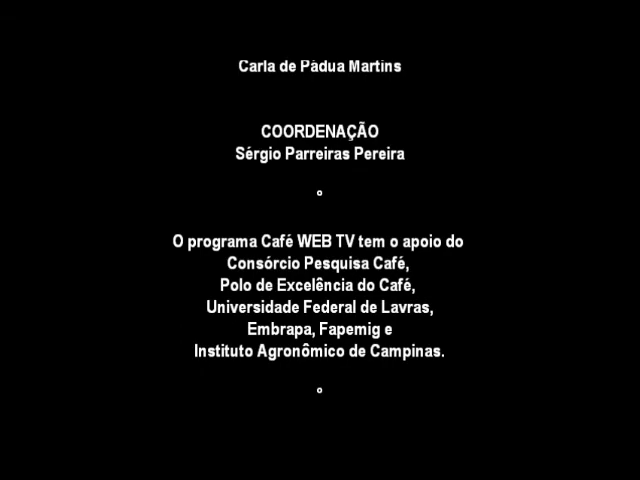 Carla de Pádua Martins
COORDENAÇÃO
Sérgio Parreiras Pereira
º
O programa Café WEB TV tem o apoio do
Consórcio Pesquisa Café,
Polo de Excelência do Café,
Universidade Federal de Lavras,
Embrapa, Fapemig e
Instituto Agronômico de Campinas.
º